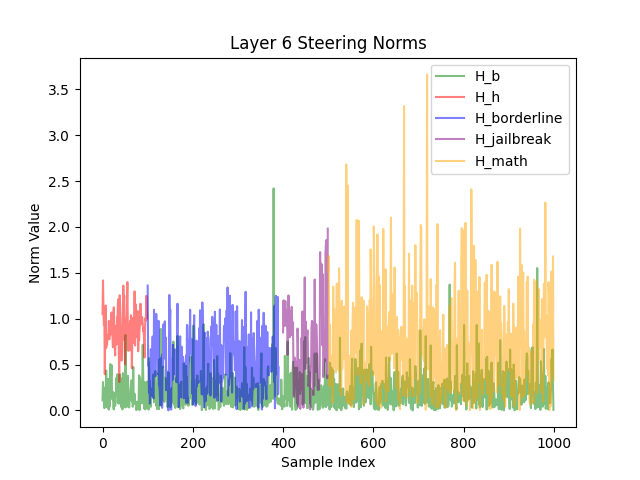 Layer 6 Steering Norms
H_b
H_h
H_borderline
H_jailbreak
H_math
Norm Value
3.5
3.0
2.5
2.0
1.5
1.0
0.5
0.0
0
200
400
600
800
1000
Sample Index